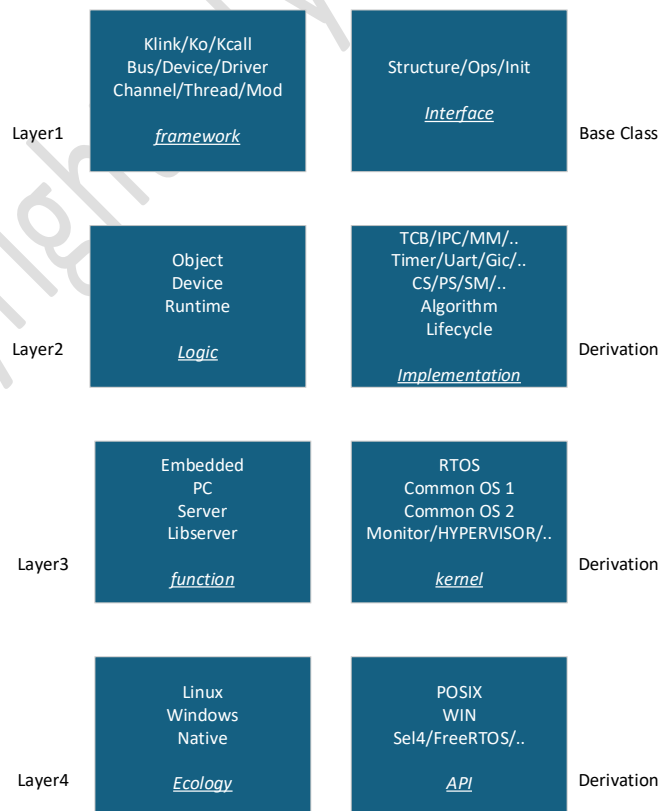 Klink/Ko/Kcall
Bus/Device/Driver
Channel/Thread/Mod
framework
Structure/Ops/Init
Interface
Layer1
Base Class
Object
Device
Runtime
Logic
TCB/IPC/MM/..
Timer/Uart/Gic/..
CS/PS/SM/..
Algorithm
Lifecycle
Implementation
Layer2
Derivation
Embedded
PC
Server
Libserver
function
RTOS
Common OS 1
Common OS 2
Monitor/HYPERVISOR/..
kernel
Layer3
Derivation
Linux
Windows
Native
Ecology
POSIX
WIN
Sel4/FreeRTOS/..
API
Layer4
Derivation